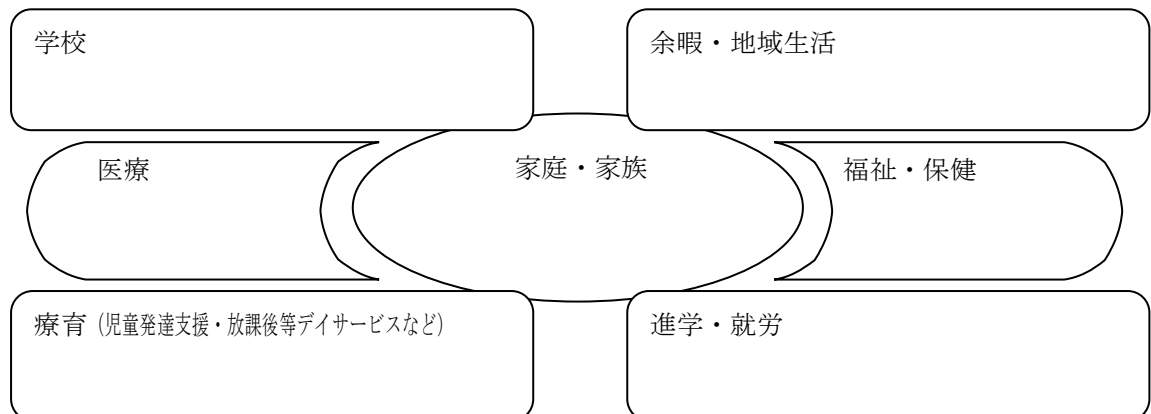 学校
余暇・地域生活
医療
家庭・家族
福祉・保健
療育（児童発達支援・放課後等デイサービスなど）
進学・就労